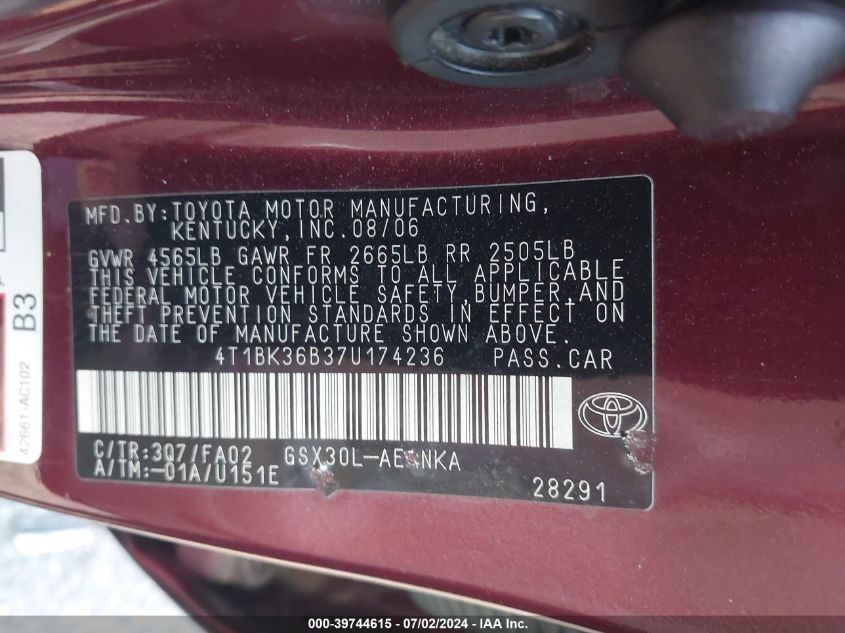 MFD.BY:TOYOTA MOTOR MANUFACTURING,
KENTUCKY,INC.08/06
GVWR 4565LB GAWR FR 2665LB RR 2505LB
THIS VEHICLE CONFORMS TO ALL APPLICABLE
FEDERAL MOTOR VEHICLE SAFETY,BUMPER,AND
THEFT PREVENTION STANDARDS IN EFFECT ON
THE DATE OF MANUFACTURE SHOWN ABOVE.
4T1BK36B37U174236 PASS.CAR
C/TR:3Q7/FA02 GSX30L-AE NKA
A/TM:-01A/U151E
28291
B3
42661-AC102
000-39744615 / 07/02/2024 - IAA Inc.